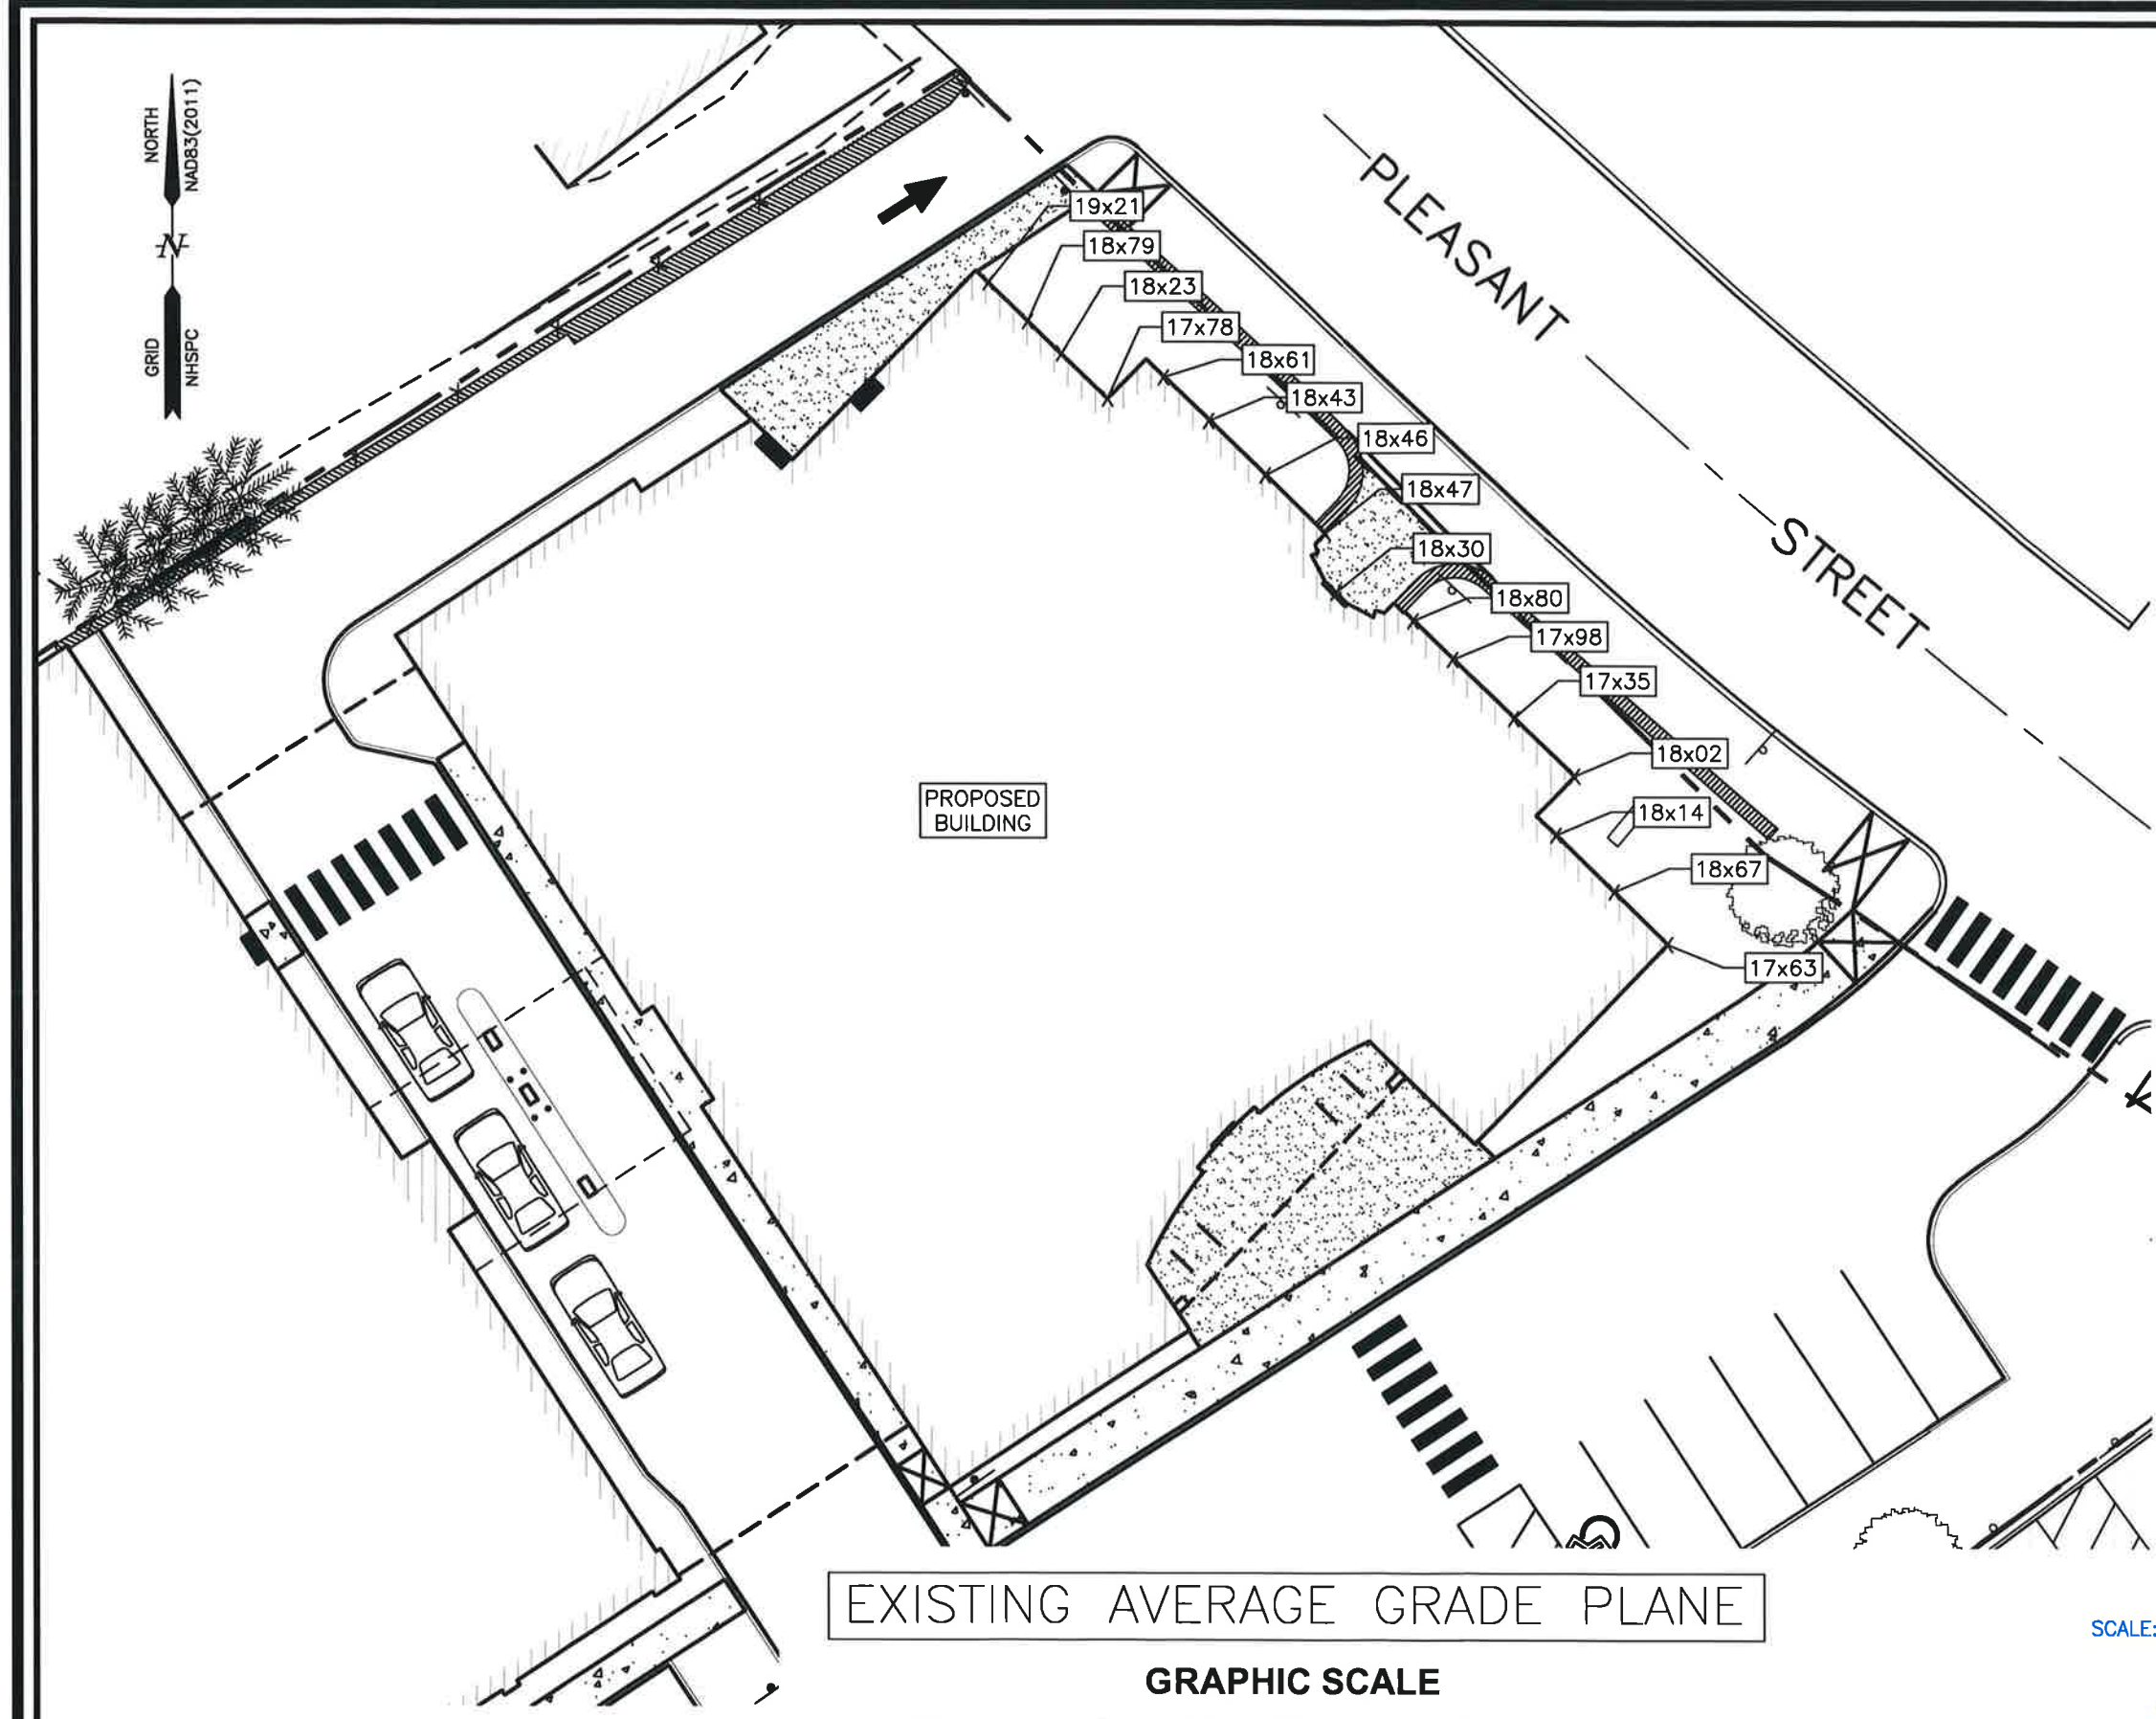 NORTH
NAD83(2011)
N
GRID
NHSPC
PLEASANT STREET
19x21
18x79
18x23
17x78
18x61
18x43
18x46
18x47
18x30
18x80
17x98
17x35
18x02
18x14
18x67
17x63
PROPOSED
BUILDING
EXISTING AVERAGE GRADE PLANE
SCALE:
GRAPHIC SCALE